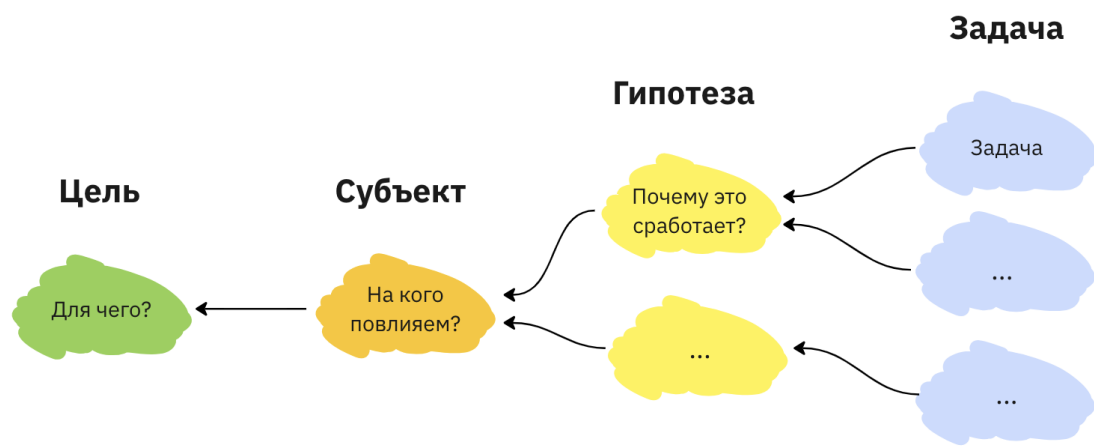 Задача
Гипотеза
Задача
Цель
Субъект
Почему это
сработает?
...
Для чего?
На кого
повлияем?
...
...